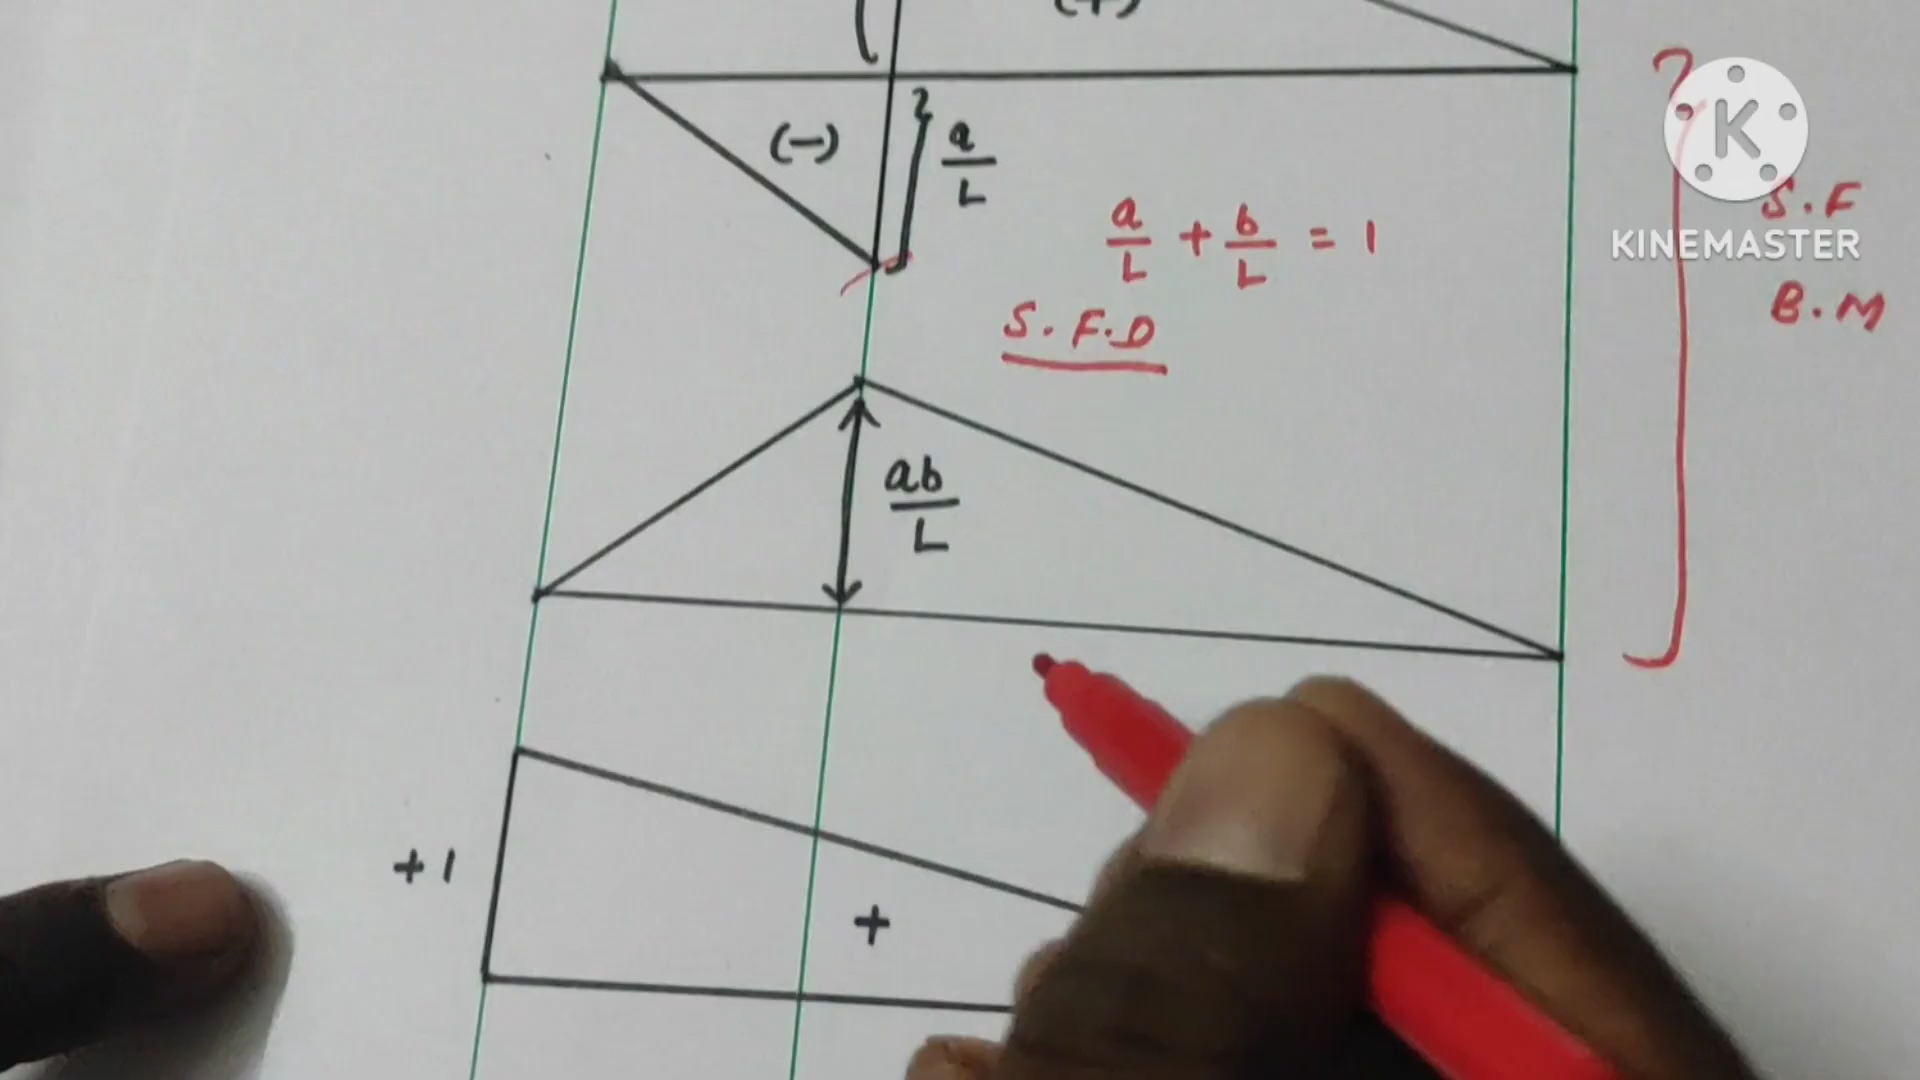 (+)
(-)
a/L
a/L + b/L = 1
S.F.D
S.F
B.M
K
KINEMASTER
ab/L
+1
+